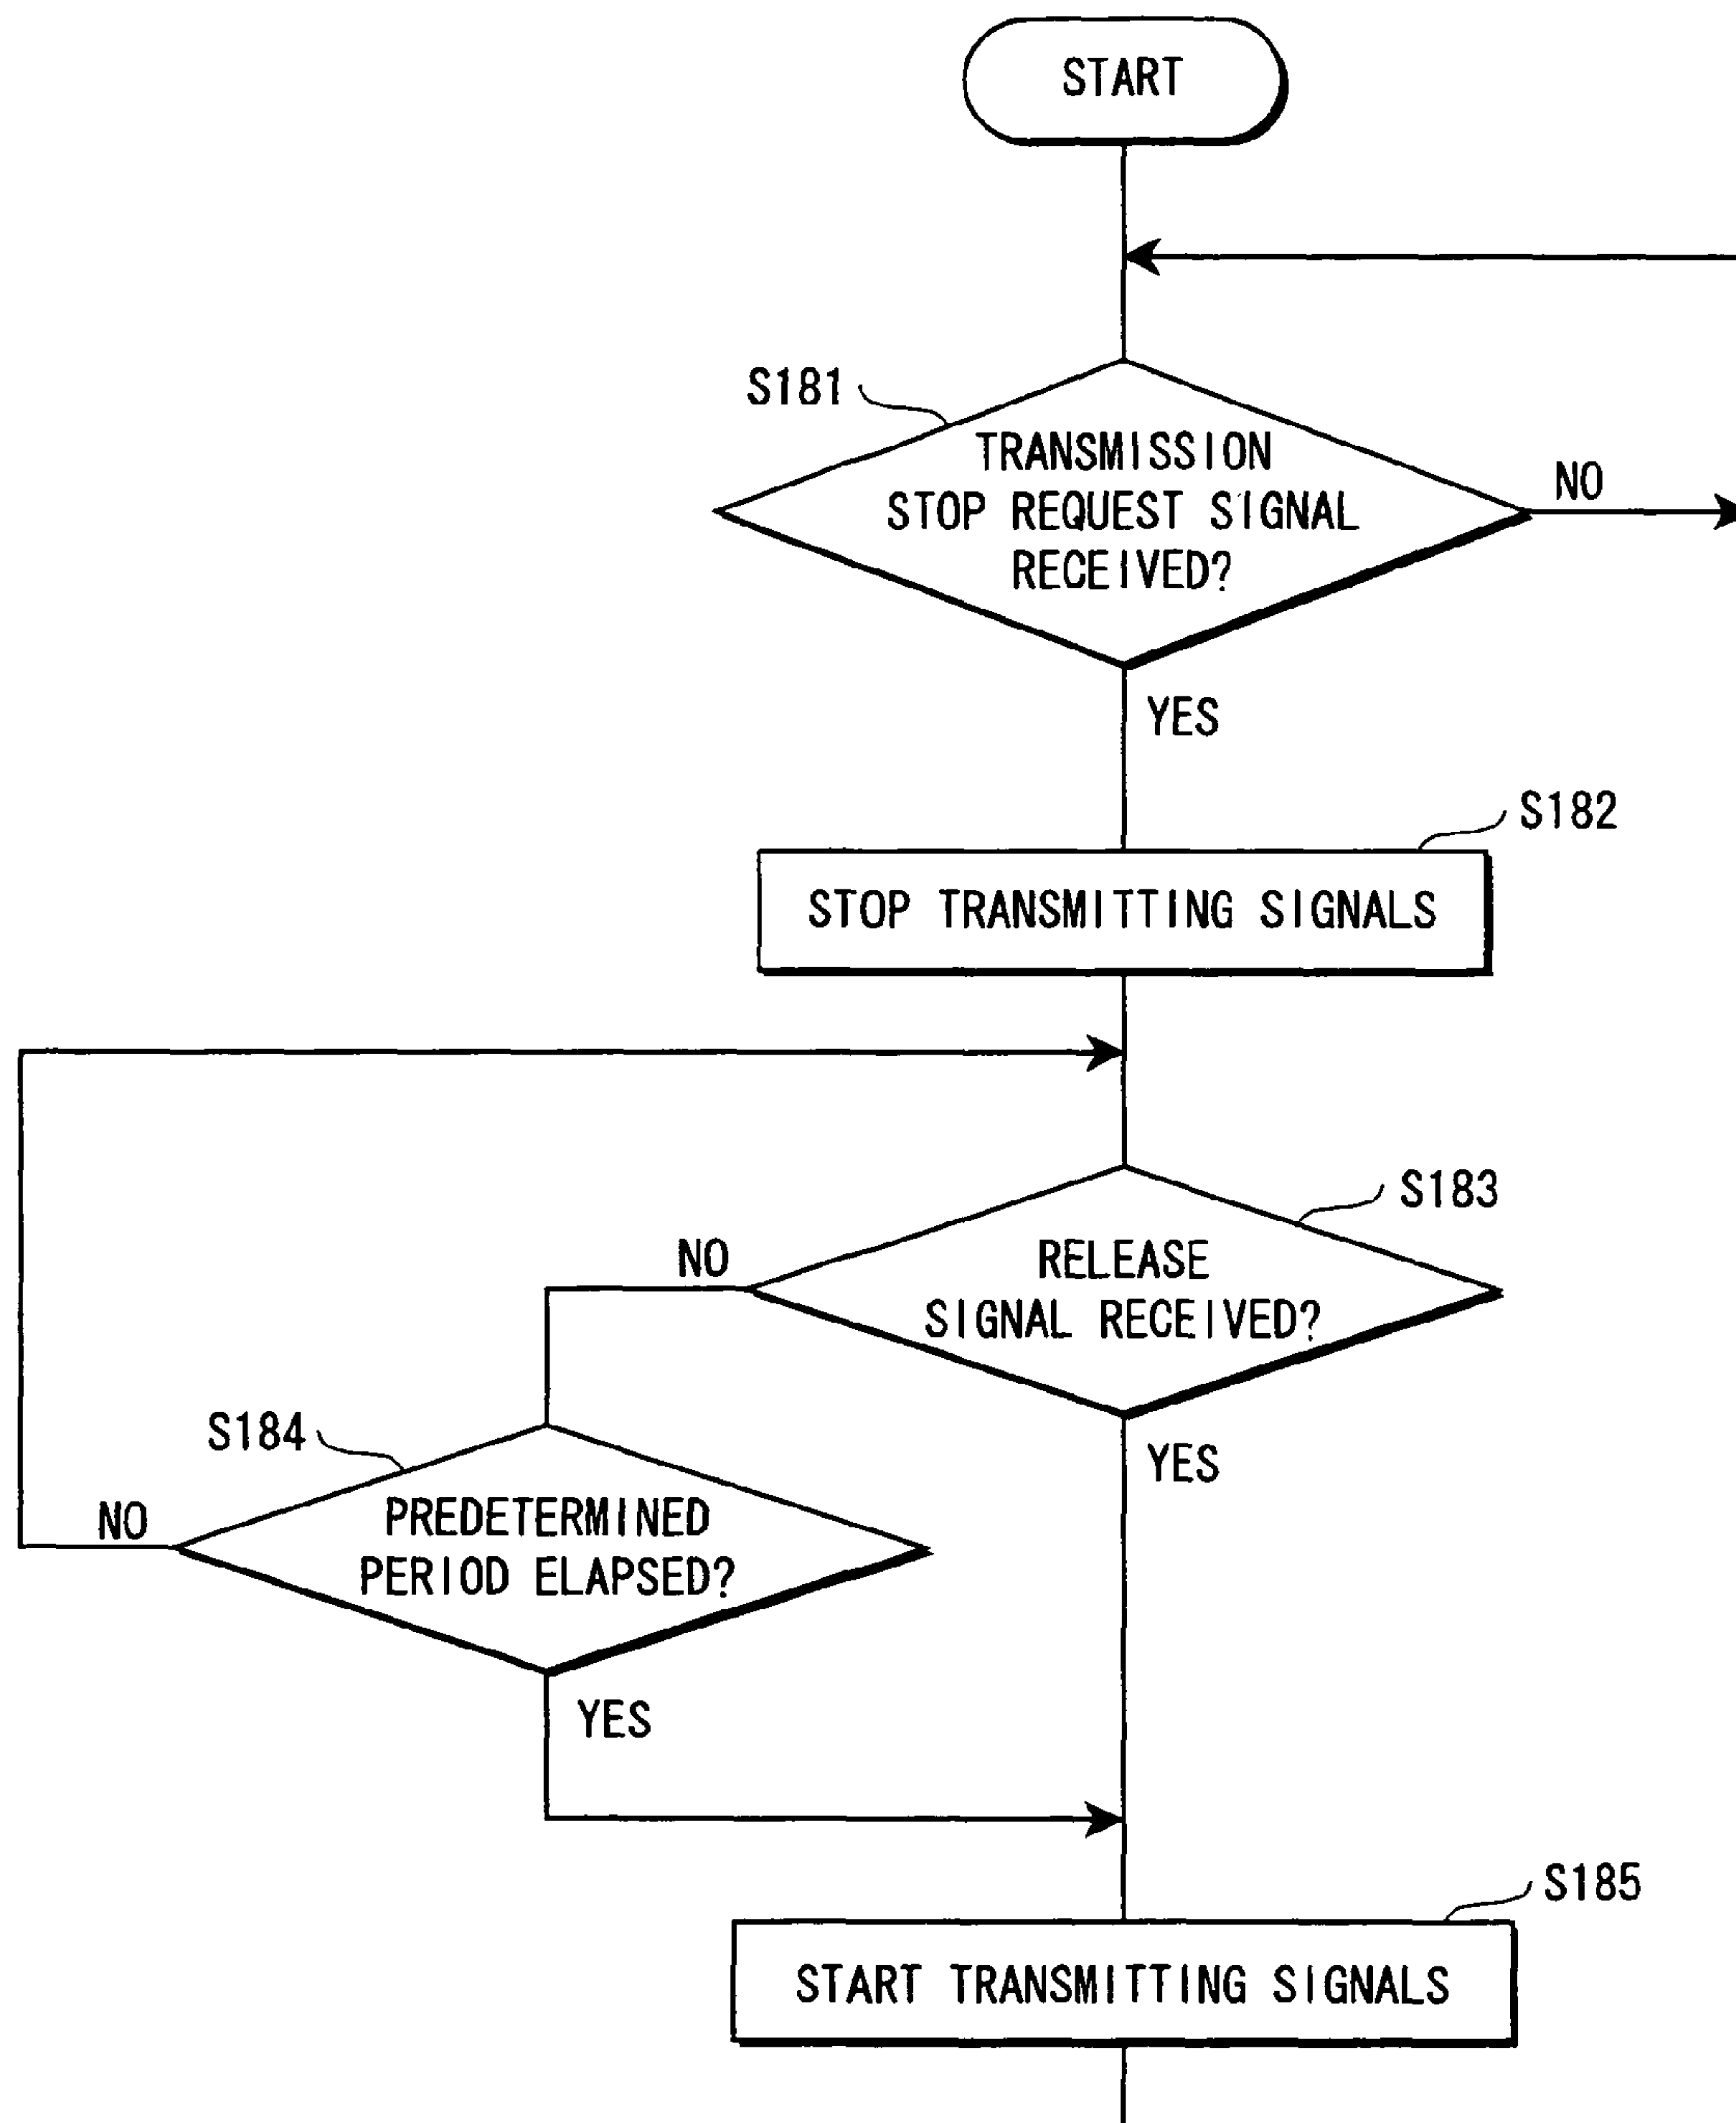 START
S181
TRANSMISSION
STOP REQUEST SIGNAL
RECEIVED?
NO
YES
S182
STOP TRANSMITTING SIGNALS
S183
RELEASE
SIGNAL RECEIVED?
NO
YES
S184
PREDETERMINED
PERIOD ELAPSED?
NO
YES
S185
START TRANSMITTING SIGNALS